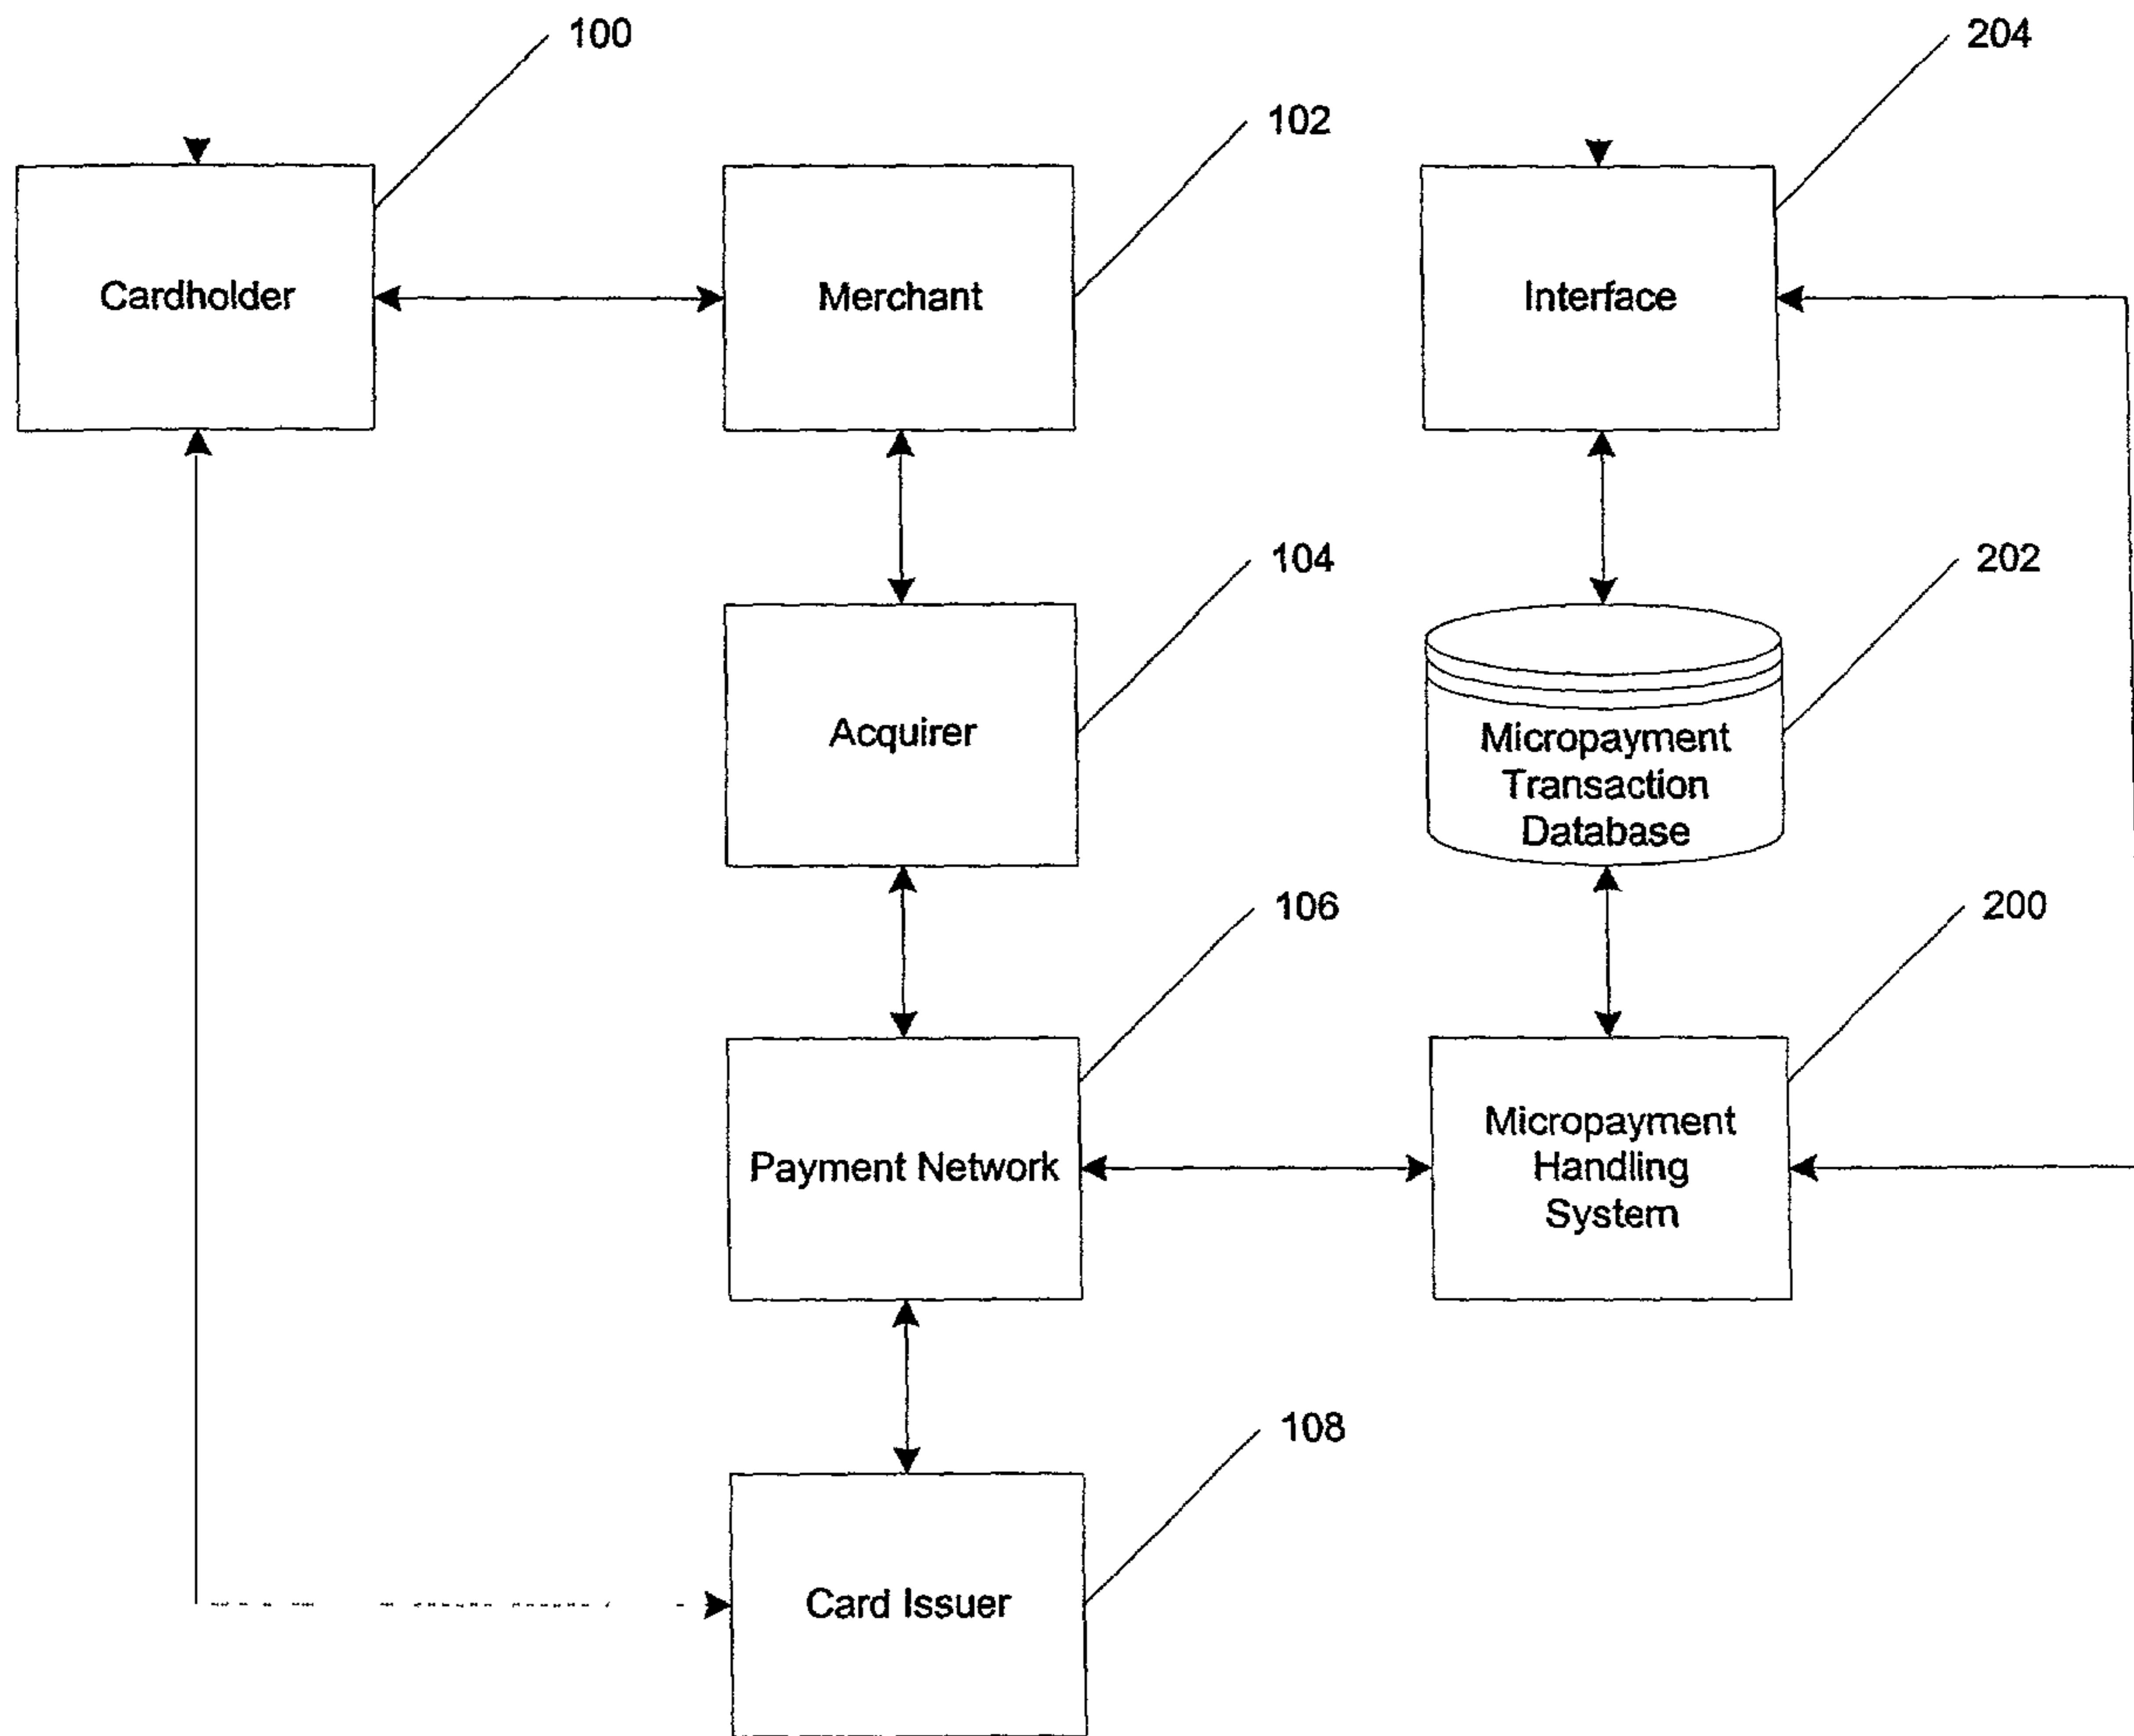 100
204
102
Cardholder
Merchant
Interface
104
202
Acquirer
Micropayment
Transaction
Database
106
200
Payment Network
Micropayment
Handling
System
108
Card Issuer